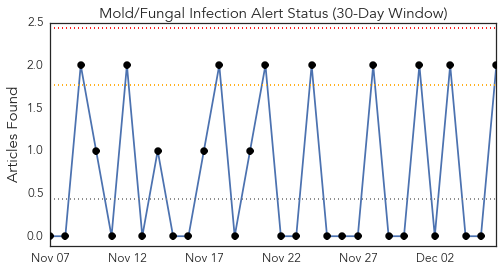 Mold/Fungal Infection Alert Status (30-Day Window)
Articles Found
2.5
2.0
1.5
1.0
0.5
0.0
Nov 07 Nov 12 Nov 17 Nov 22 Nov 27 Dec 02